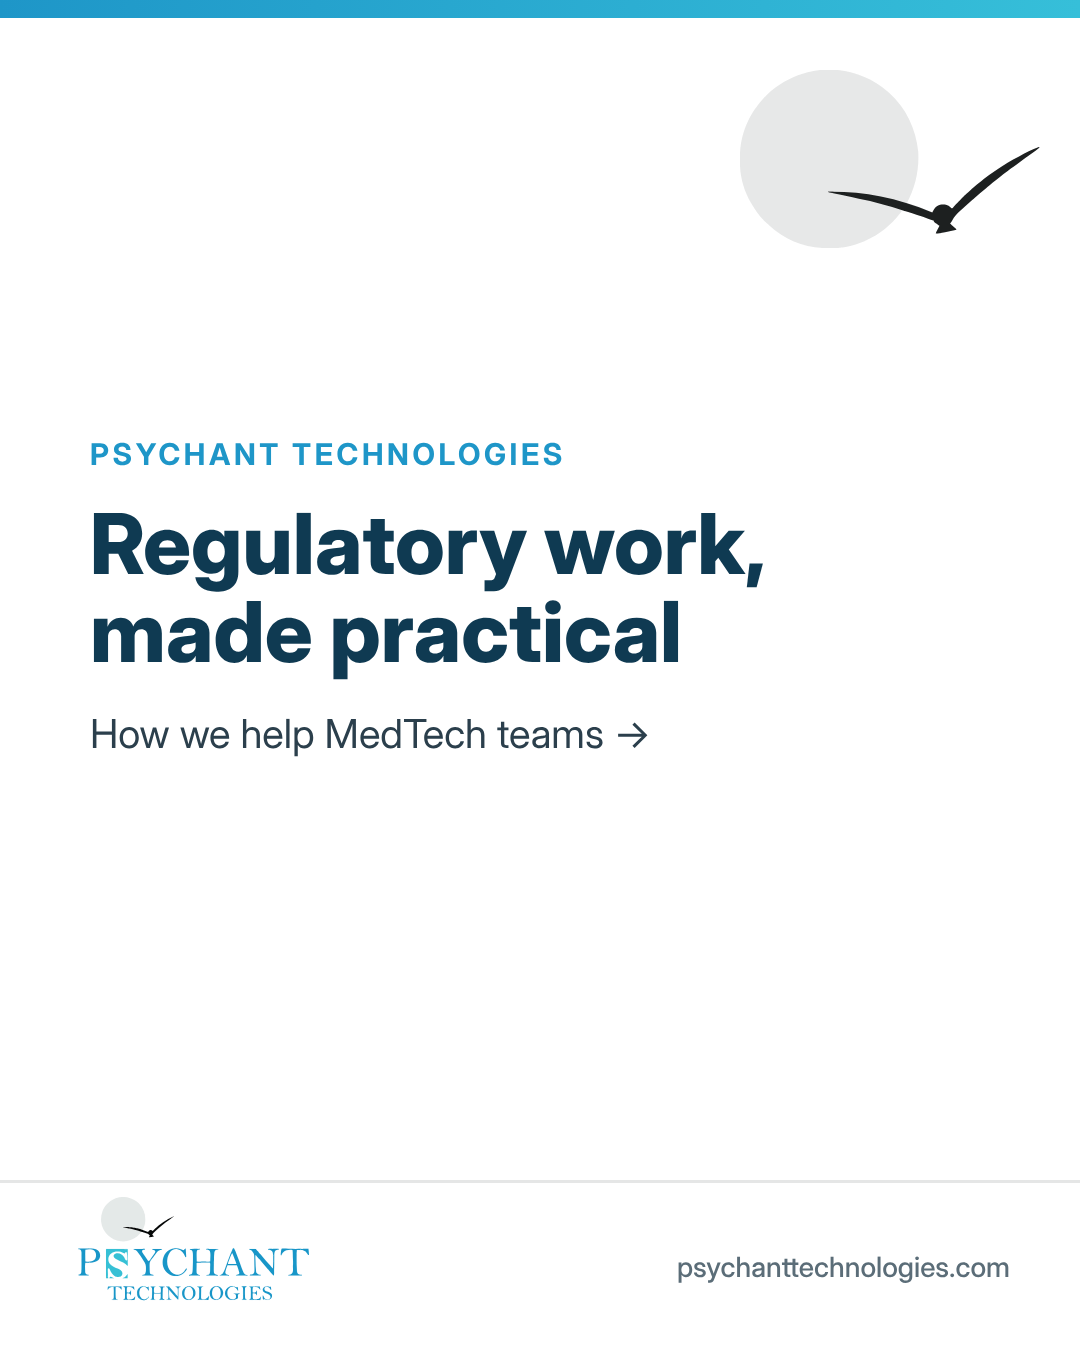 PSYCHANT TECHNOLOGIES
Regulatory work,
made practical
How we help MedTech teams →
PSYCHANT
TECHNOLOGIES
psychanttechnologies.com